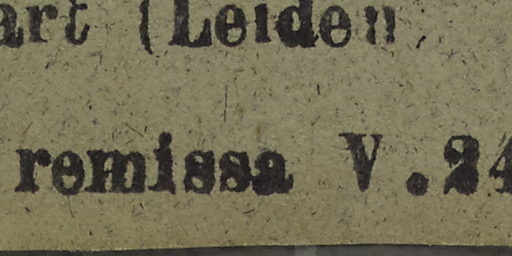 art (Leiden
remissa V.24